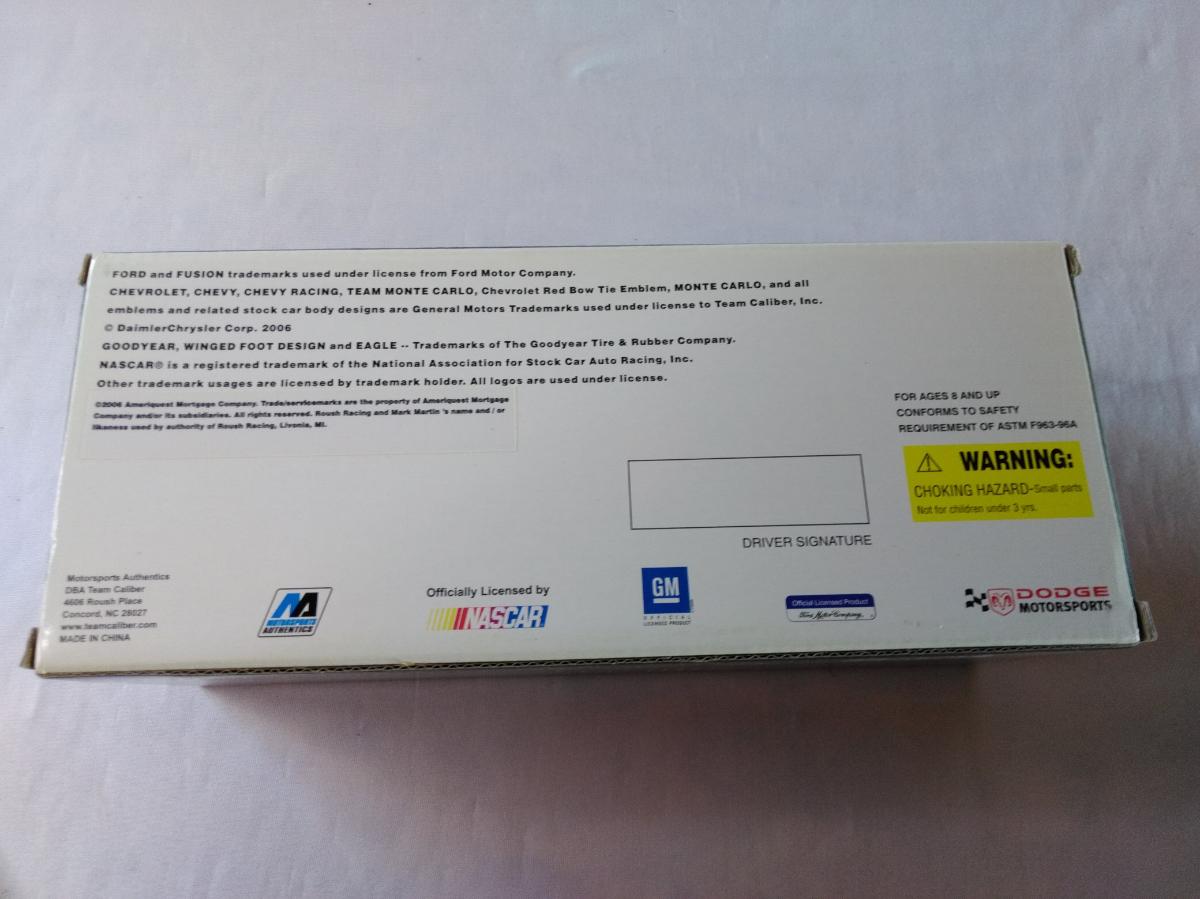 FORD and FUSION trademarks used under license from Ford Motor Company.
CHEVROLET, CHEVY, CHEVY RACING, TEAM MONTE CARLO, Chevrolet Red Bow Tie Emblem, MONTE CARLO, and all
emblems and related stock car body designs are General Motors Trademarks used under license to Team Caliber, Inc.
© DaimlerChrysler Corp. 2006
GOODYEAR, WINGED FOOT DESIGN and EAGLE -- Trademarks of The Goodyear Tire & Rubber Company.
NASCAR® is a registered trademark of the National Association for Stock Car Auto Racing, Inc.
Other trademark usages are licensed by trademark holder. All logos are used under license.
©2006 Ameriquest Mortgage Company. Trade/servicemarks are the property of Ameriquest Mortgage
Company and/or its subsidiaries. All rights reserved. Roush Racing and Mark Martin 's name and / or
likeness used by authority of Roush Racing, Livonia, MI.
FOR AGES 8 AND UP
CONFORMS TO SAFETY
REQUIREMENT OF ASTM F963-96A
WARNING:
CHOKING HAZARD-Small parts
Not for children under 3 yrs.
DRIVER SIGNATURE
Motorsports Authentics
DBA Team Caliber
4606 Roush Place
Concord, NC 28027
www.teamcaliber.com
MADE IN CHINA
MA
MOTORSPORTS
AUTHENTICS
Officially Licensed by
NASCAR
GM
OFFICIAL
LICENSED PRODUCT
Official Licensed Product
Ford Motor Company
DODGE
MOTORSPORTS